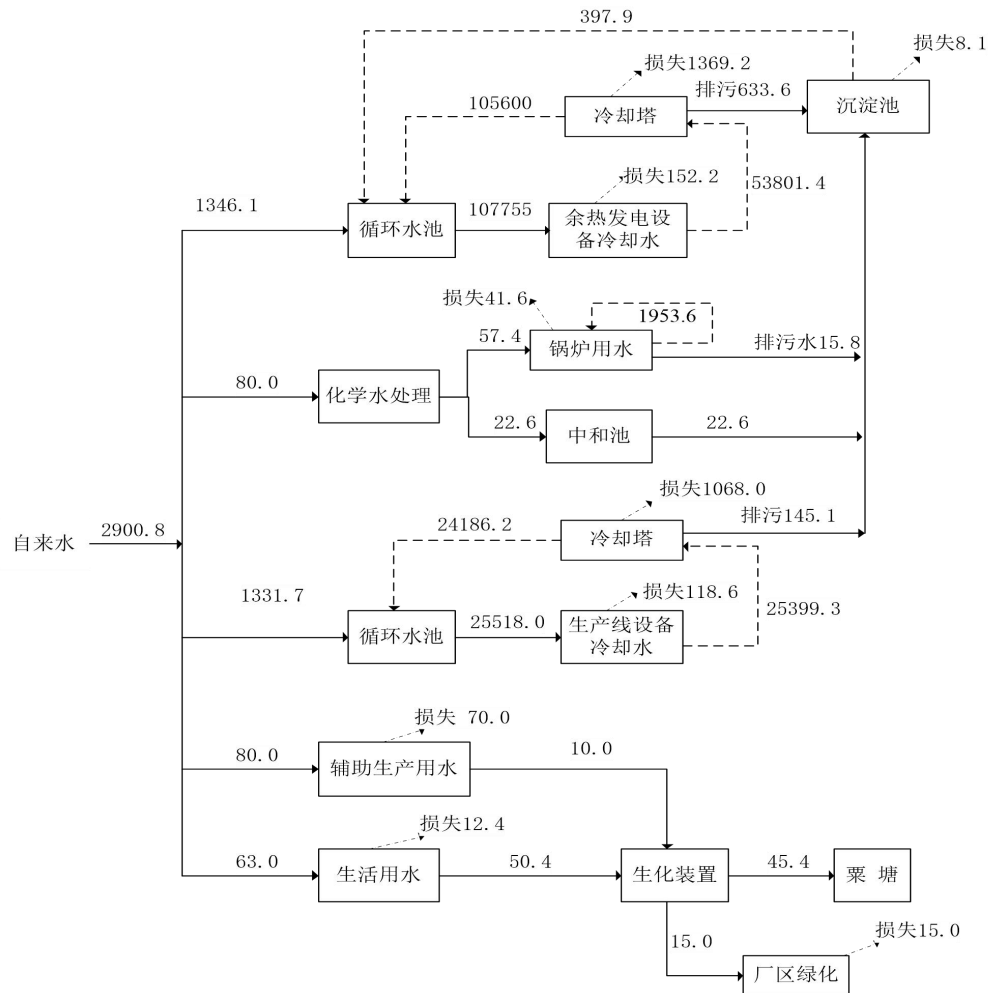 397.9
损失8.1
损失1369.2
排污633.6
沉淀池
105600
冷却塔
53801.4
损失152.2
1346.1
107755
循环水池
余热发电设
备冷却水
损失41.6
1953.6
57.4
锅炉用水
排污水15.8
80.0
化学水处理
22.6
中和池
22.6
损失1068.0
排污145.1
自来水
2900.8
24186.2
冷却塔
1331.7
损失118.6
25399.3
25518.0
循环水池
生产线设备
冷却水
损失 70.0
80.0
辅助生产用水
10.0
损失12.4
63.0
生活用水
50.4
生化装置
45.4
粟 塘
15.0
损失15.0
厂区绿化